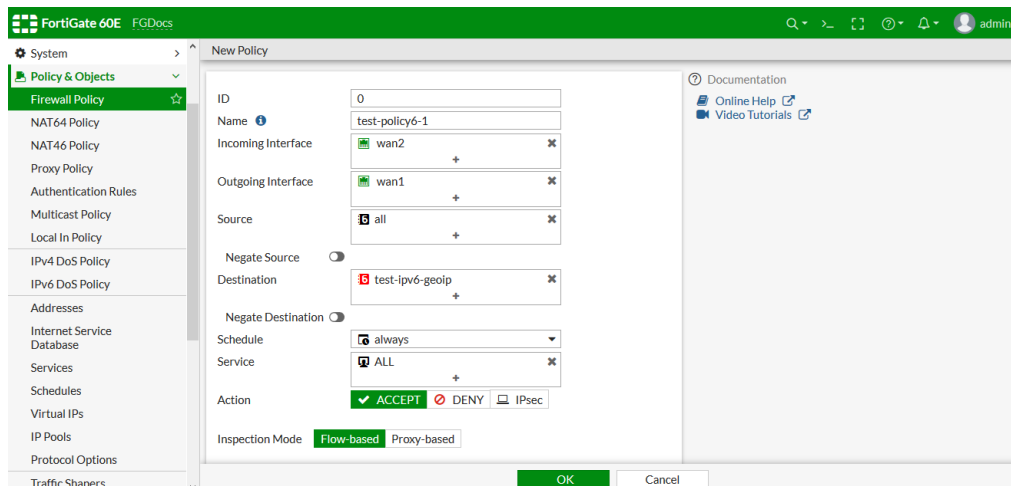 FortiGate 60E FGDocs
admin
System
Policy & Objects
Firewall Policy
NAT64 Policy
NAT46 Policy
Proxy Policy
Authentication Rules
Multicast Policy
Local In Policy
IPv4 DoS Policy
IPv6 DoS Policy
Addresses
Internet Service
Database
Services
Schedules
Virtual IPs
IP Pools
Protocol Options
Traffic Shapers
New Policy
ID 0
Name test-policy6-1
Incoming Interface wan2
+
Outgoing Interface wan1
+
Source 6 all
+
Negate Source
Destination 6 test-ipv6-geoip
+
Negate Destination
Schedule always
Service ALL
+
Action ACCEPT DENY IPsec
Inspection Mode Flow-based Proxy-based
OK Cancel
Documentation
Online Help
Video Tutorials